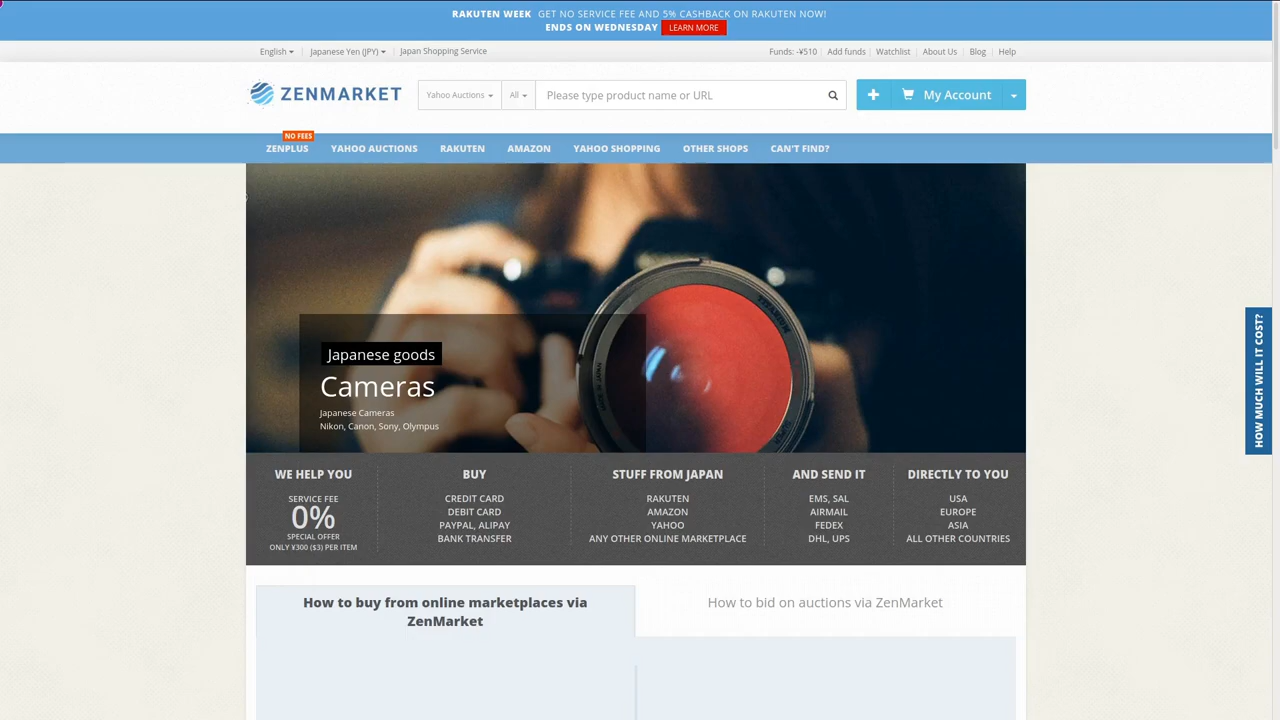 RAKUTEN WEEK GET NO SERVICE FEE AND 5% CASHBACK ON RAKUTEN NOW!
ENDS ON WEDNESDAY LEARN MORE
English Japanese Yen (JPY) Japan Shopping Service Funds: -¥510 Add funds Watchlist About Us Blog Help
ZENMARKET Yahoo Auctions All Please type product name or URL My Account
NO FEES
ZENPLUS YAHOO AUCTIONS RAKUTEN AMAZON YAHOO SHOPPING OTHER SHOPS CAN'T FIND?
HOW MUCH WILL IT COST?
Japanese goods
Cameras
Japanese Cameras
Nikon, Canon, Sony, Olympus
WE HELP YOU
SERVICE FEE
0%
SPECIAL OFFER
ONLY ¥300 ($3) PER ITEM
BUY
CREDIT CARD
DEBIT CARD
PAYPAL, ALIPAY
BANK TRANSFER
STUFF FROM JAPAN
RAKUTEN
AMAZON
YAHOO
ANY OTHER ONLINE MARKETPLACE
AND SEND IT
EMS, SAL
AIRMAIL
FEDEX
DHL, UPS
DIRECTLY TO YOU
USA
EUROPE
ASIA
ALL OTHER COUNTRIES
How to buy from online marketplaces via
ZenMarket
How to bid on auctions via ZenMarket